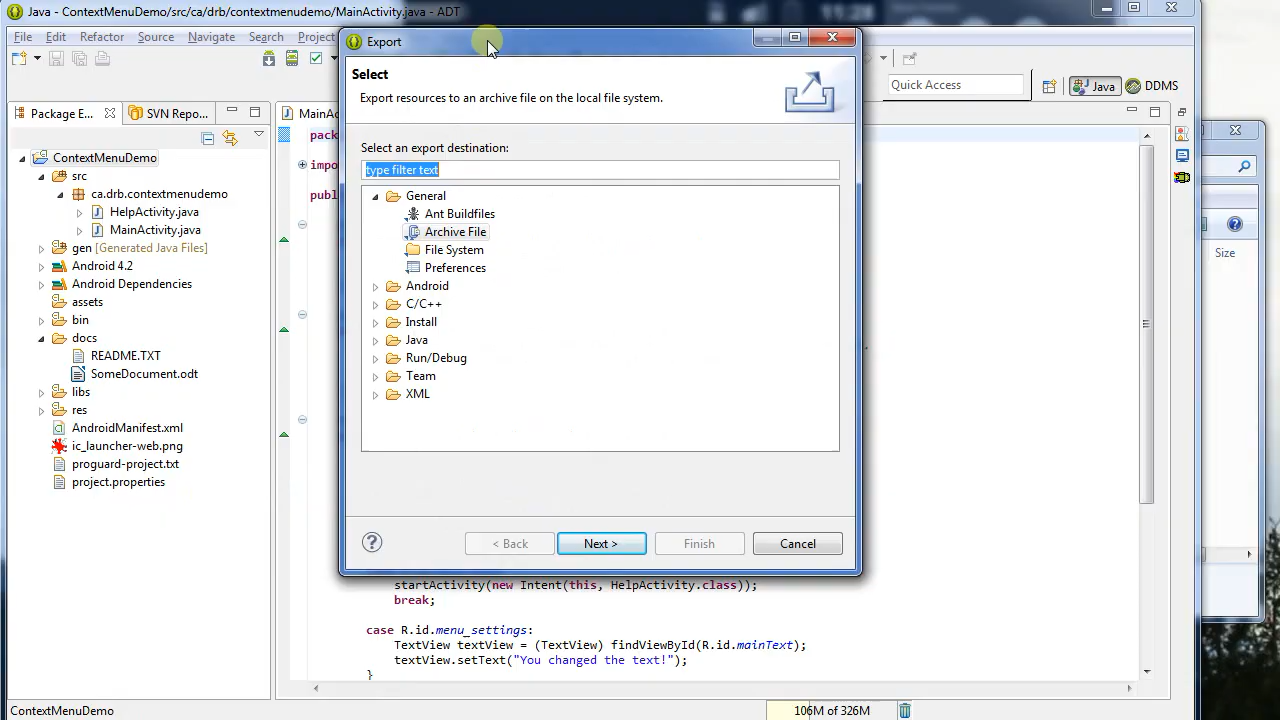 Java - ContextMenuDemo/src/ca/drb/contextmenudemo/MainActivity.java - ADT
File Edit Refactor Source Navigate Search Project
Quick Access
Java
DDMS
Package E...
SVN Repo...
ContextMenuDemo
src
ca.drb.contextmenudemo
HelpActivity.java
MainActivity.java
gen [Generated Java Files]
Android 4.2
Android Dependencies
assets
bin
docs
README.TXT
SomeDocument.odt
libs
res
AndroidManifest.xml
ic_launcher-web.png
proguard-project.txt
project.properties
Export
Select
Export resources to an archive file on the local file system.
Select an export destination:
type filter text
General
Ant Buildfiles
Archive File
File System
Preferences
Android
C/C++
Install
Java
Run/Debug
Team
XML
< Back
Next >
Finish
Cancel
startActivity(new Intent(this, HelpActivity.class));
break;
case R.id.menu_settings:
TextView textView = (TextView) findViewById(R.id.mainText);
textView.setText("You changed the text!");
}
Size
ContextMenuDemo
106M of 326M